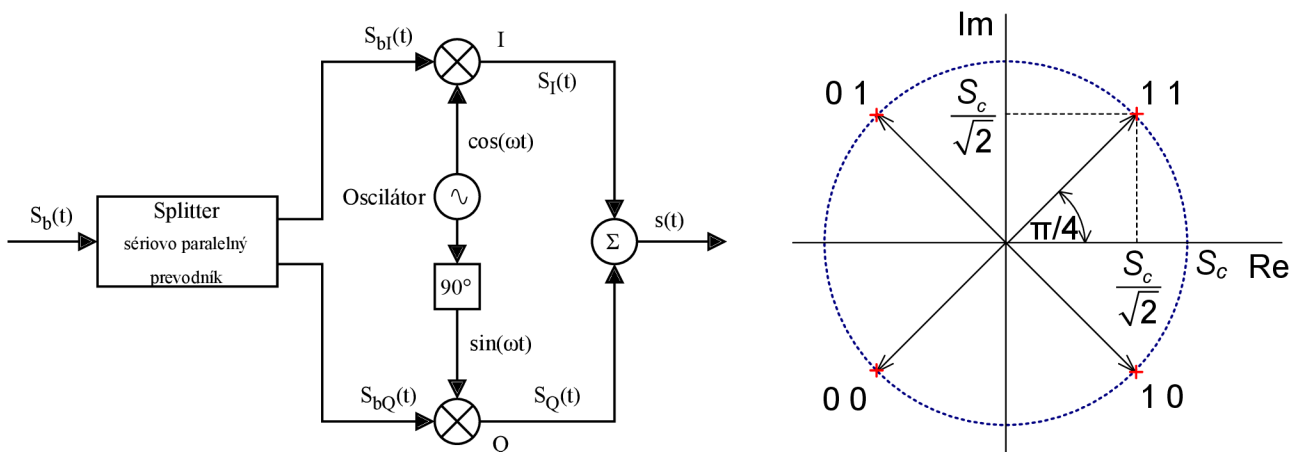 S_b(t)
Splitter
sériovo paralelný
prevodník
S_bI(t)
I
S_I(t)
cos(ωt)
Oscilátor
90°
sin(ωt)
S_bQ(t)
S_Q(t)
Q
Σ
s(t)
Im
0 1
S_c/√2
1 1
π/4
S_c/√2
S_c
Re
0 0
1 0